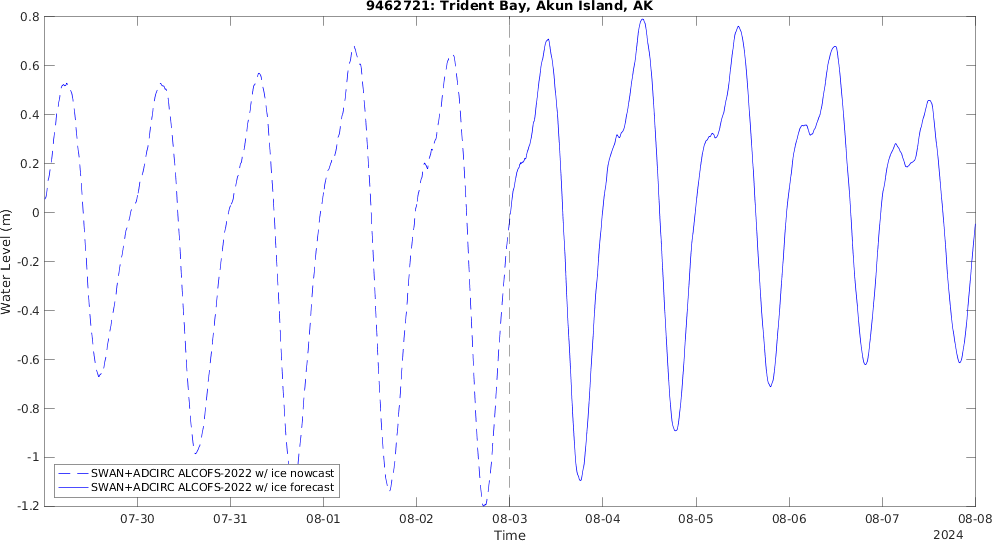 9462721: Trident Bay, Akun Island, AK
Water Level (m)
0.8
0.6
0.4
0.2
0
-0.2
-0.4
-0.6
-0.8
-1
-1.2
SWAN+ADCIRC ALCOFS-2022 w/ ice nowcast
SWAN+ADCIRC ALCOFS-2022 w/ ice forecast
07-30 07-31 08-01 08-02 08-03 08-04 08-05 08-06 08-07 08-08
Time
2024